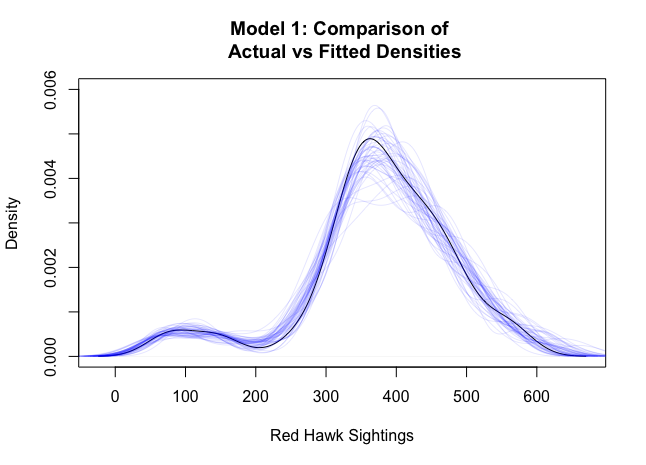 Model 1: Comparison of
Actual vs Fitted Densities
0.006
0.004
0.002
0.000
Density
0
100
200
300
400
500
600
Red Hawk Sightings